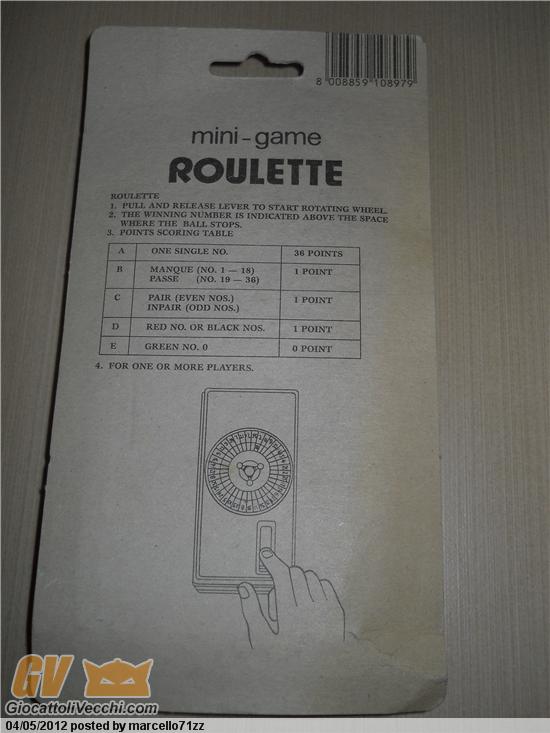 8 008859 108979
mini-game
ROULETTE
ROULETTE
1. PULL AND RELEASE LEVER TO START ROTATING WHEEL.
2. THE WINNING NUMBER IS INDICATED ABOVE THE SPACE
WHERE THE BALL STOPS.
3. POINTS SCORING TABLE
A ONE SINGLE NO. 36 POINTS
B MANQUE (NO. 1 — 18) 1 POINT
PASSE (NO. 19 — 36)
C PAIR (EVEN NOS.) 1 POINT
INPAIR (ODD NOS.)
D RED NO. OR BLACK NOS. 1 POINT
E GREEN NO. 0 0 POINT
4. FOR ONE OR MORE PLAYERS.
GV
GiocattoliVecchi.com
04/05/2012 posted by marcello71zz